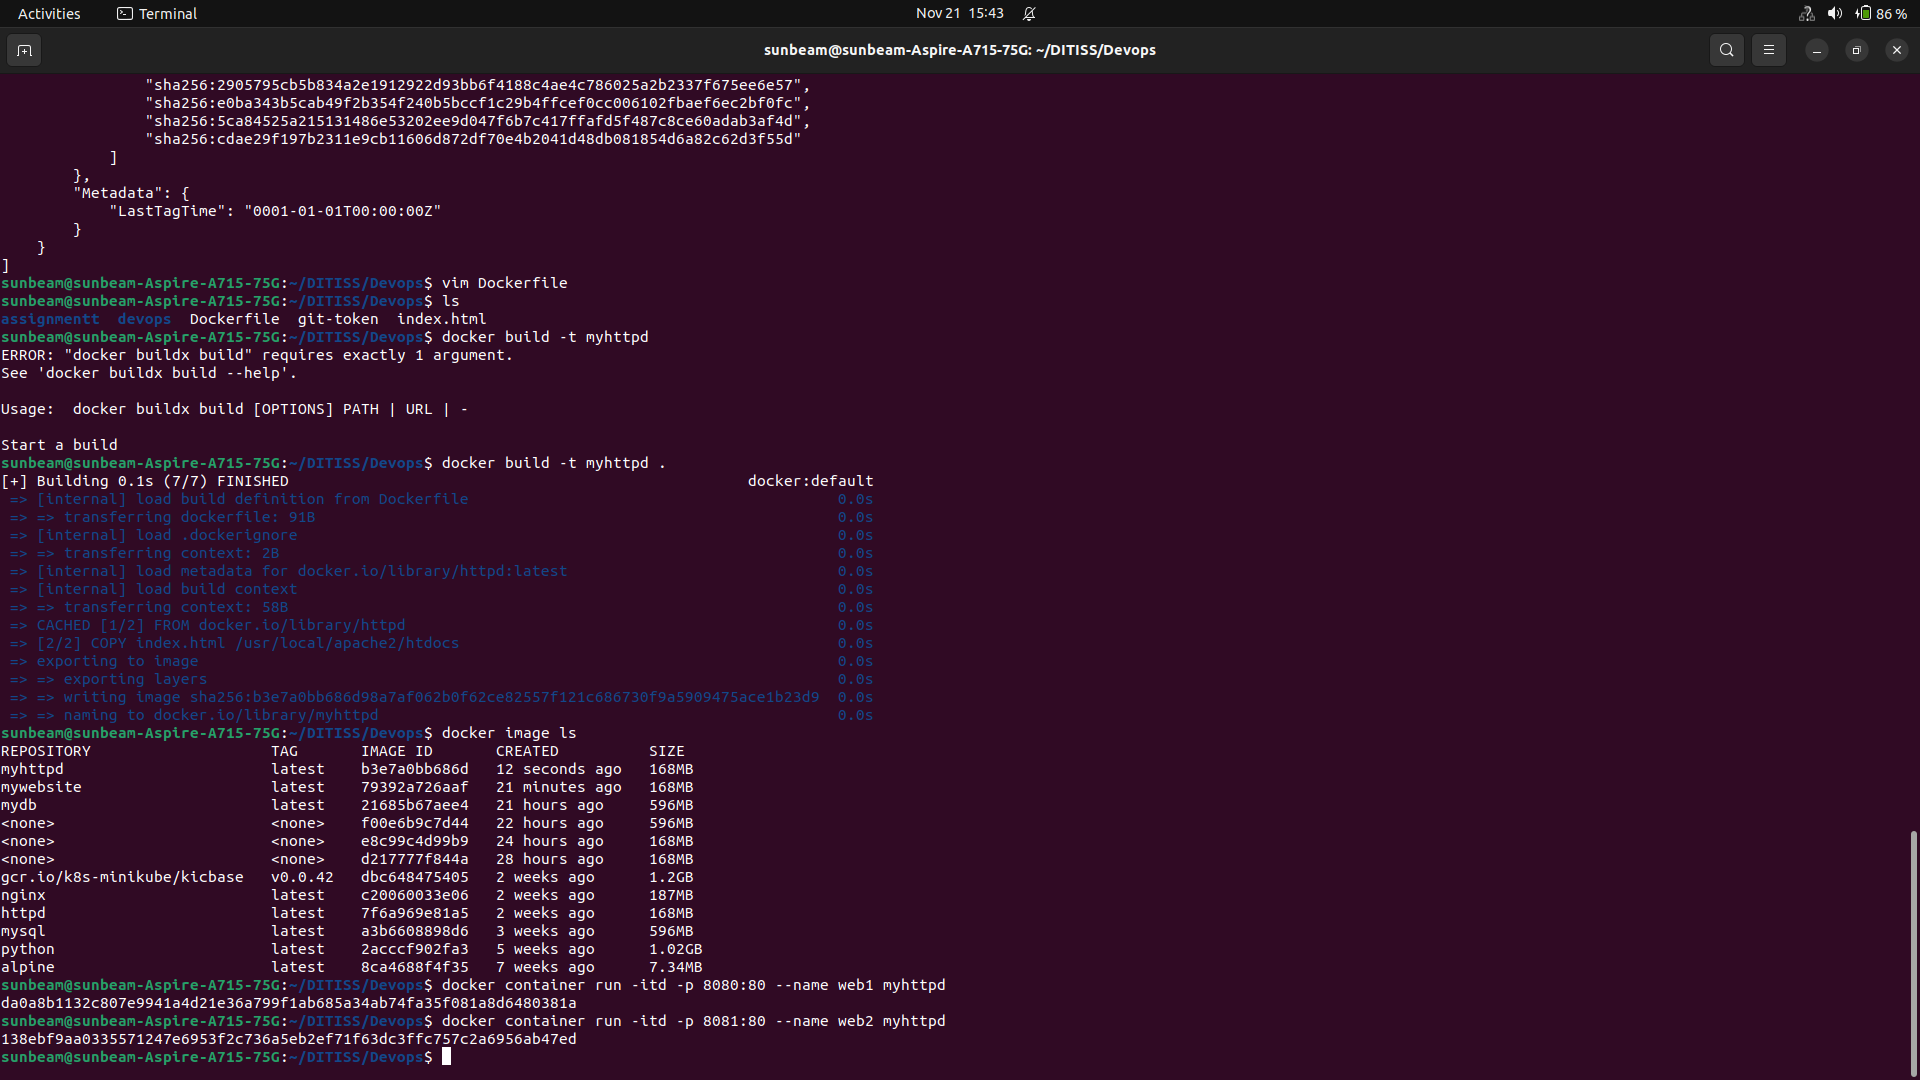 Activities Terminal Nov 21 15:43 86 %
sunbeam@sunbeam-Aspire-A715-75G: ~/DITISS/Devops
"sha256:2905795cb5b834a2e1912922d93bb6f4188c4ae4c786025a2b2337f675ee6e57",
"sha256:e0ba343b5cab49f2b354f240b5bccf1c29b4ffcef0cc006102fbaef6ec2bf0fc",
"sha256:5ca84525a215131486e53202ee9d047f6b7c417ffafd5f487c8ce60adab3af4d",
"sha256:cdae29f197b2311e9cb11606d872df70e4b2041d48db081854d6a82c62d3f55d"
]
},
"Metadata": {
"LastTagTime": "0001-01-01T00:00:00Z"
}
}
]
sunbeam@sunbeam-Aspire-A715-75G:~/DITISS/Devops$ vim Dockerfile
sunbeam@sunbeam-Aspire-A715-75G:~/DITISS/Devops$ ls
assignmentt devops Dockerfile git-token index.html
sunbeam@sunbeam-Aspire-A715-75G:~/DITISS/Devops$ docker build -t myhttpd
ERROR: "docker buildx build" requires exactly 1 argument.
See 'docker buildx build --help'.
Usage: docker buildx build [OPTIONS] PATH | URL | -
Start a build
sunbeam@sunbeam-Aspire-A715-75G:~/DITISS/Devops$ docker build -t myhttpd .
[+] Building 0.1s (7/7) FINISHED docker:default
=> [internal] load build definition from Dockerfile 0.0s
=> => transferring dockerfile: 91B 0.0s
=> [internal] load .dockerignore 0.0s
=> => transferring context: 2B 0.0s
=> [internal] load metadata for docker.io/library/httpd:latest 0.0s
=> [internal] load build context 0.0s
=> => transferring context: 58B 0.0s
=> CACHED [1/2] FROM docker.io/library/httpd 0.0s
=> [2/2] COPY index.html /usr/local/apache2/htdocs 0.0s
=> exporting to image 0.0s
=> => exporting layers 0.0s
=> => writing image sha256:b3e7a0bb686d98a7af062b0f62ce82557f121c686730f9a5909475ace1b23d9 0.0s
=> => naming to docker.io/library/myhttpd 0.0s
sunbeam@sunbeam-Aspire-A715-75G:~/DITISS/Devops$ docker image ls
REPOSITORY TAG IMAGE ID CREATED SIZE
myhttpd latest b3e7a0bb686d 12 seconds ago 168MB
mywebsite latest 79392a726aaf 21 minutes ago 168MB
mydb latest 21685b67aee4 21 hours ago 596MB
<none> <none> f00e6b9c7d44 22 hours ago 596MB
<none> <none> e8c99c4d99b9 24 hours ago 168MB
<none> <none> d217777f844a 28 hours ago 168MB
gcr.io/k8s-minikube/kicbase v0.0.42 dbc648475405 2 weeks ago 1.2GB
nginx latest c20060033e06 2 weeks ago 187MB
httpd latest 7f6a969e81a5 2 weeks ago 168MB
mysql latest a3b6608898d6 3 weeks ago 596MB
python latest 2acccf902fa3 5 weeks ago 1.02GB
alpine latest 8ca4688f4f35 7 weeks ago 7.34MB
sunbeam@sunbeam-Aspire-A715-75G:~/DITISS/Devops$ docker container run -itd -p 8080:80 --name web1 myhttpd
da0a8b1132c807e9941a4d21e36a799f1ab685a34ab74fa35f081a8d6480381a
sunbeam@sunbeam-Aspire-A715-75G:~/DITISS/Devops$ docker container run -itd -p 8081:80 --name web2 myhttpd
138ebf9aa0335571247e6953f2c736a5eb2ef71f63dc3ffc757c2a6956ab47ed
sunbeam@sunbeam-Aspire-A715-75G:~/DITISS/Devops$